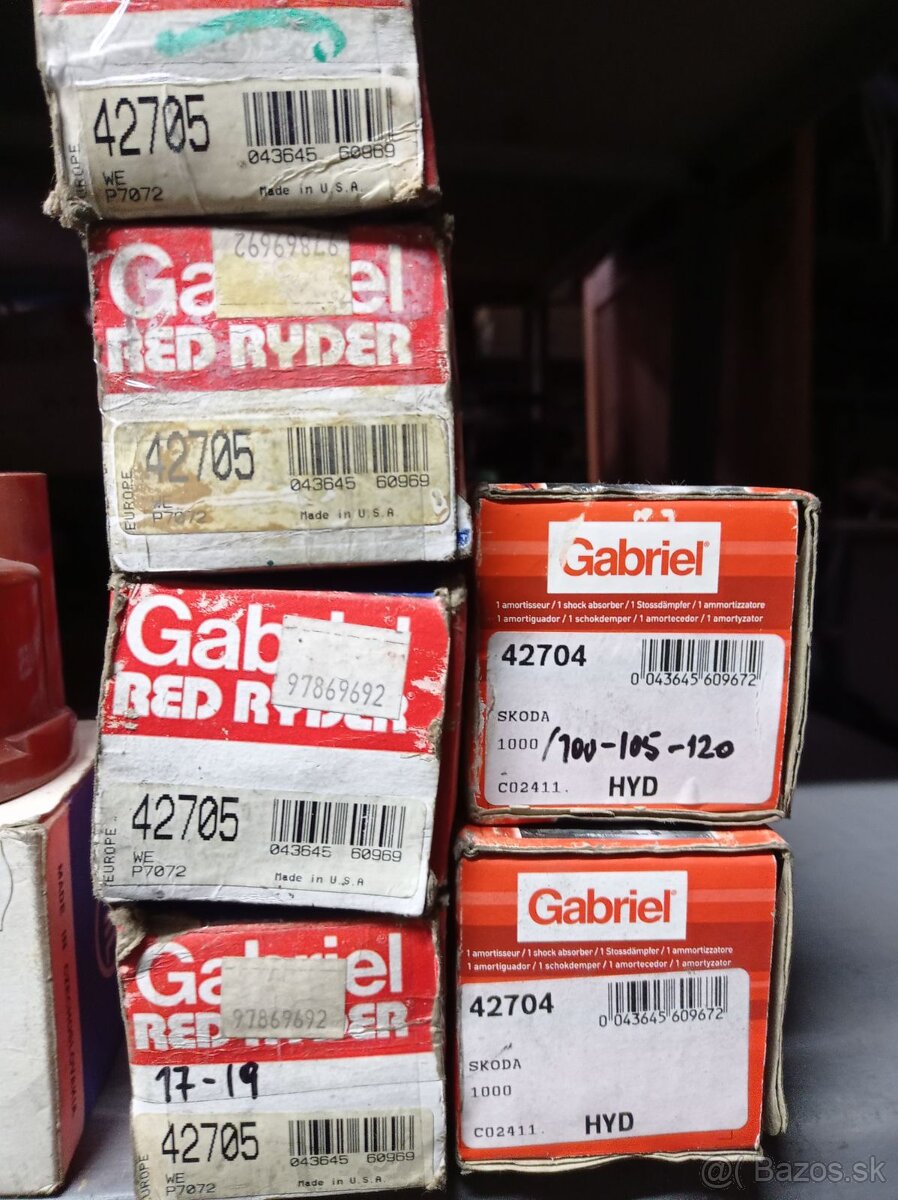 42705
043645 60969
EUROPE
WE
P7072
Made in U.S.A.
97869692
Gabriel
RED RYDER
42705
043645 60969
EUROPE
WE
P7072
Made in U.S.A
Gabriel
97869692
RED RYDER
42705
043645 60969
EUROPE
WE
P7072
Made in U.S.A
Gabriel
97869692
RED RYDER
17-19
42705
043645 60969
EUROPE
WE
P7072
Made in U.S.A
Gabriel®
1 amortisseur / 1 shock absorber / 1 Stossdämpfer / 1 ammortizzatore
1 amortiguador / 1 schokdemper / 1 amortecedor / 1 amortyzator
42704
0 043645 609672
SKODA
1000 /100-105-120
C02411. HYD
Gabriel®
1 amortisseur / 1 shock absorber / 1 Stossdämpfer / 1 ammortizzatore
1 amortiguador / 1 schokdemper / 1 amortecedor / 1 amortyzator
42704
0 043645 609672
SKODA
1000
C02411. HYD
MADE IN CZECHOSLOVAKIA
Bazos.sk